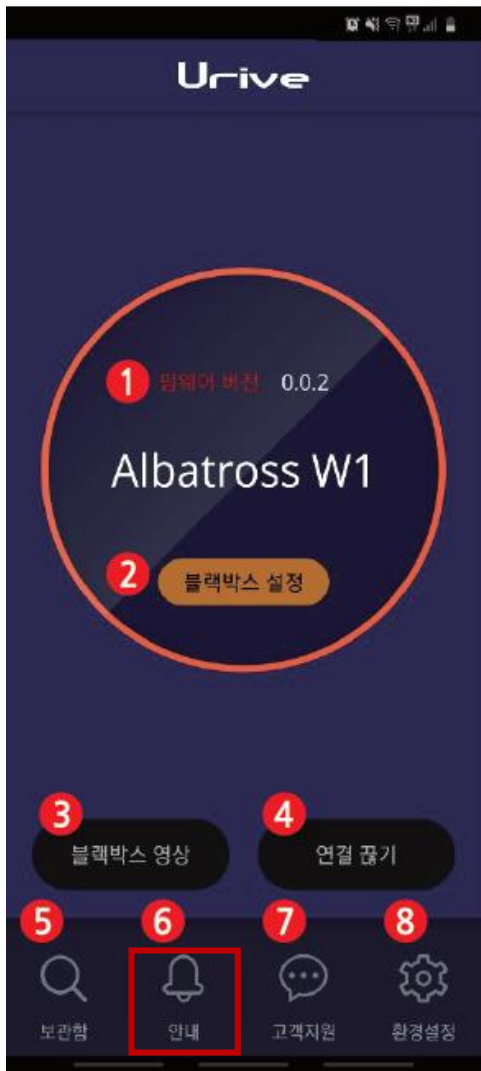 Urive
1 펌웨어 버전 0.0.2
Albatross W1
2 블랙박스 설정
3 4
블랙박스 영상 연결 끊기
5 6 7 8
보관함 안내 고객지원 환경설정